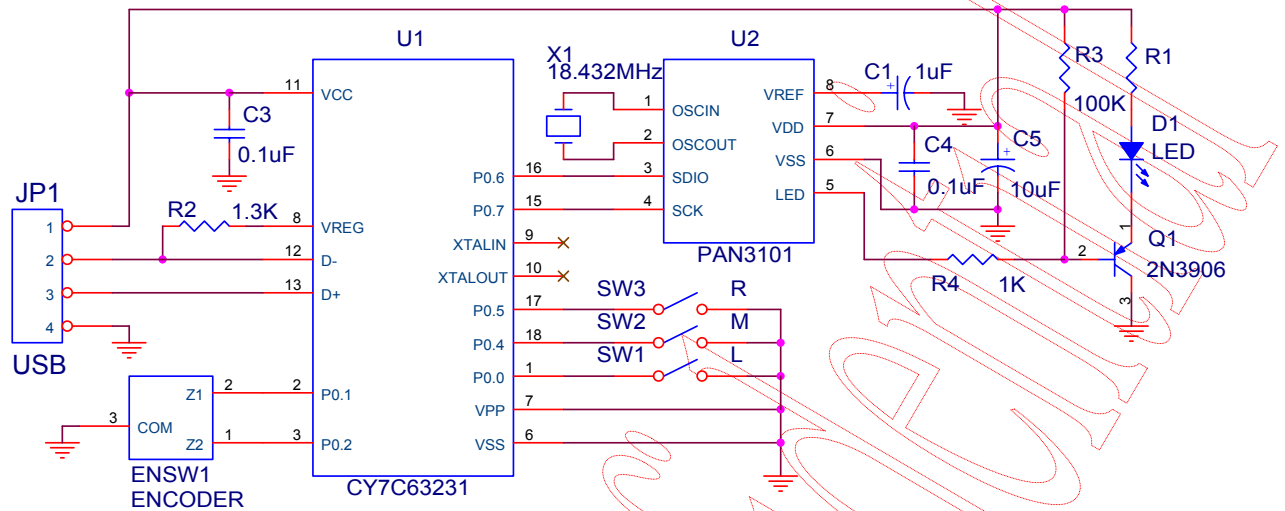 U1
U2
X1
18.432MHz
C1
1uF
R3
100K
R1
D1
LED
C3
0.1uF
C4
0.1uF
C5
10uF
JP1
1
2
3
4
USB
R2
1.3K
11
VCC
8
VREG
12
D-
13
D+
2
P0.1
3
P0.2
P0.6
16
P0.7
15
XTALIN
9
XTALOUT
10
P0.5
17
P0.4
18
P0.0
1
VPP
7
VSS
6
CY7C63231
1
OSCIN
2
OSCOUT
3
SDIO
4
SCK
VREF
8
VDD
7
VSS
6
LED
5
PAN3101
SW3
R
SW2
M
SW1
L
R4
1K
1
2
3
Q1
2N3906
3
COM
Z1
2
Z2
1
ENSW1
ENCODER